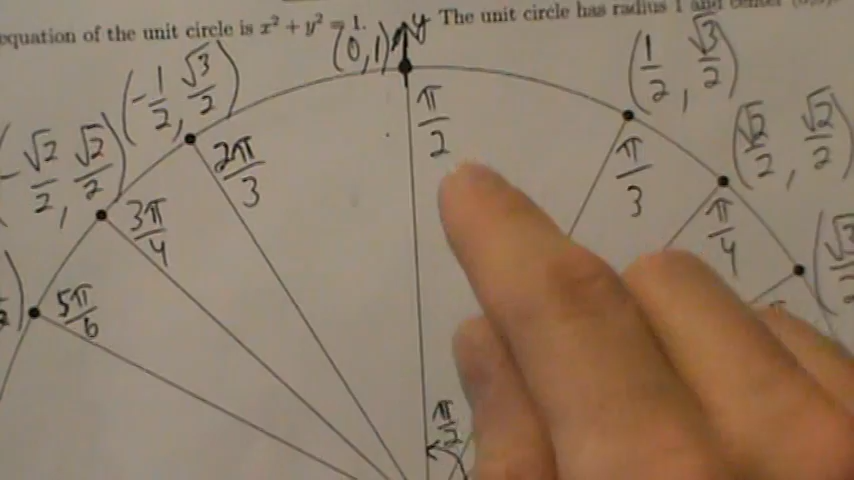 equation of the unit circle is x² + y² = 1. The unit circle has radius 1 and center
(0,1) y
(-1/2, √3/2)
(1/2, √3/2)
(-√2/2, √2/2)
(√2/2, √2/2)
π/2
2π/3
π/3
3π/4
π/4
5π/6
π/2